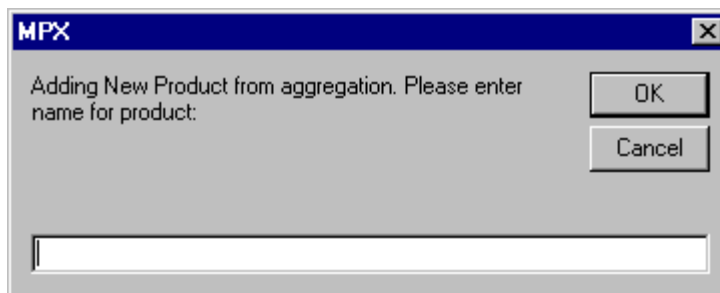 MPX
Adding New Product from aggregation. Please enter
name for product:
OK
Cancel